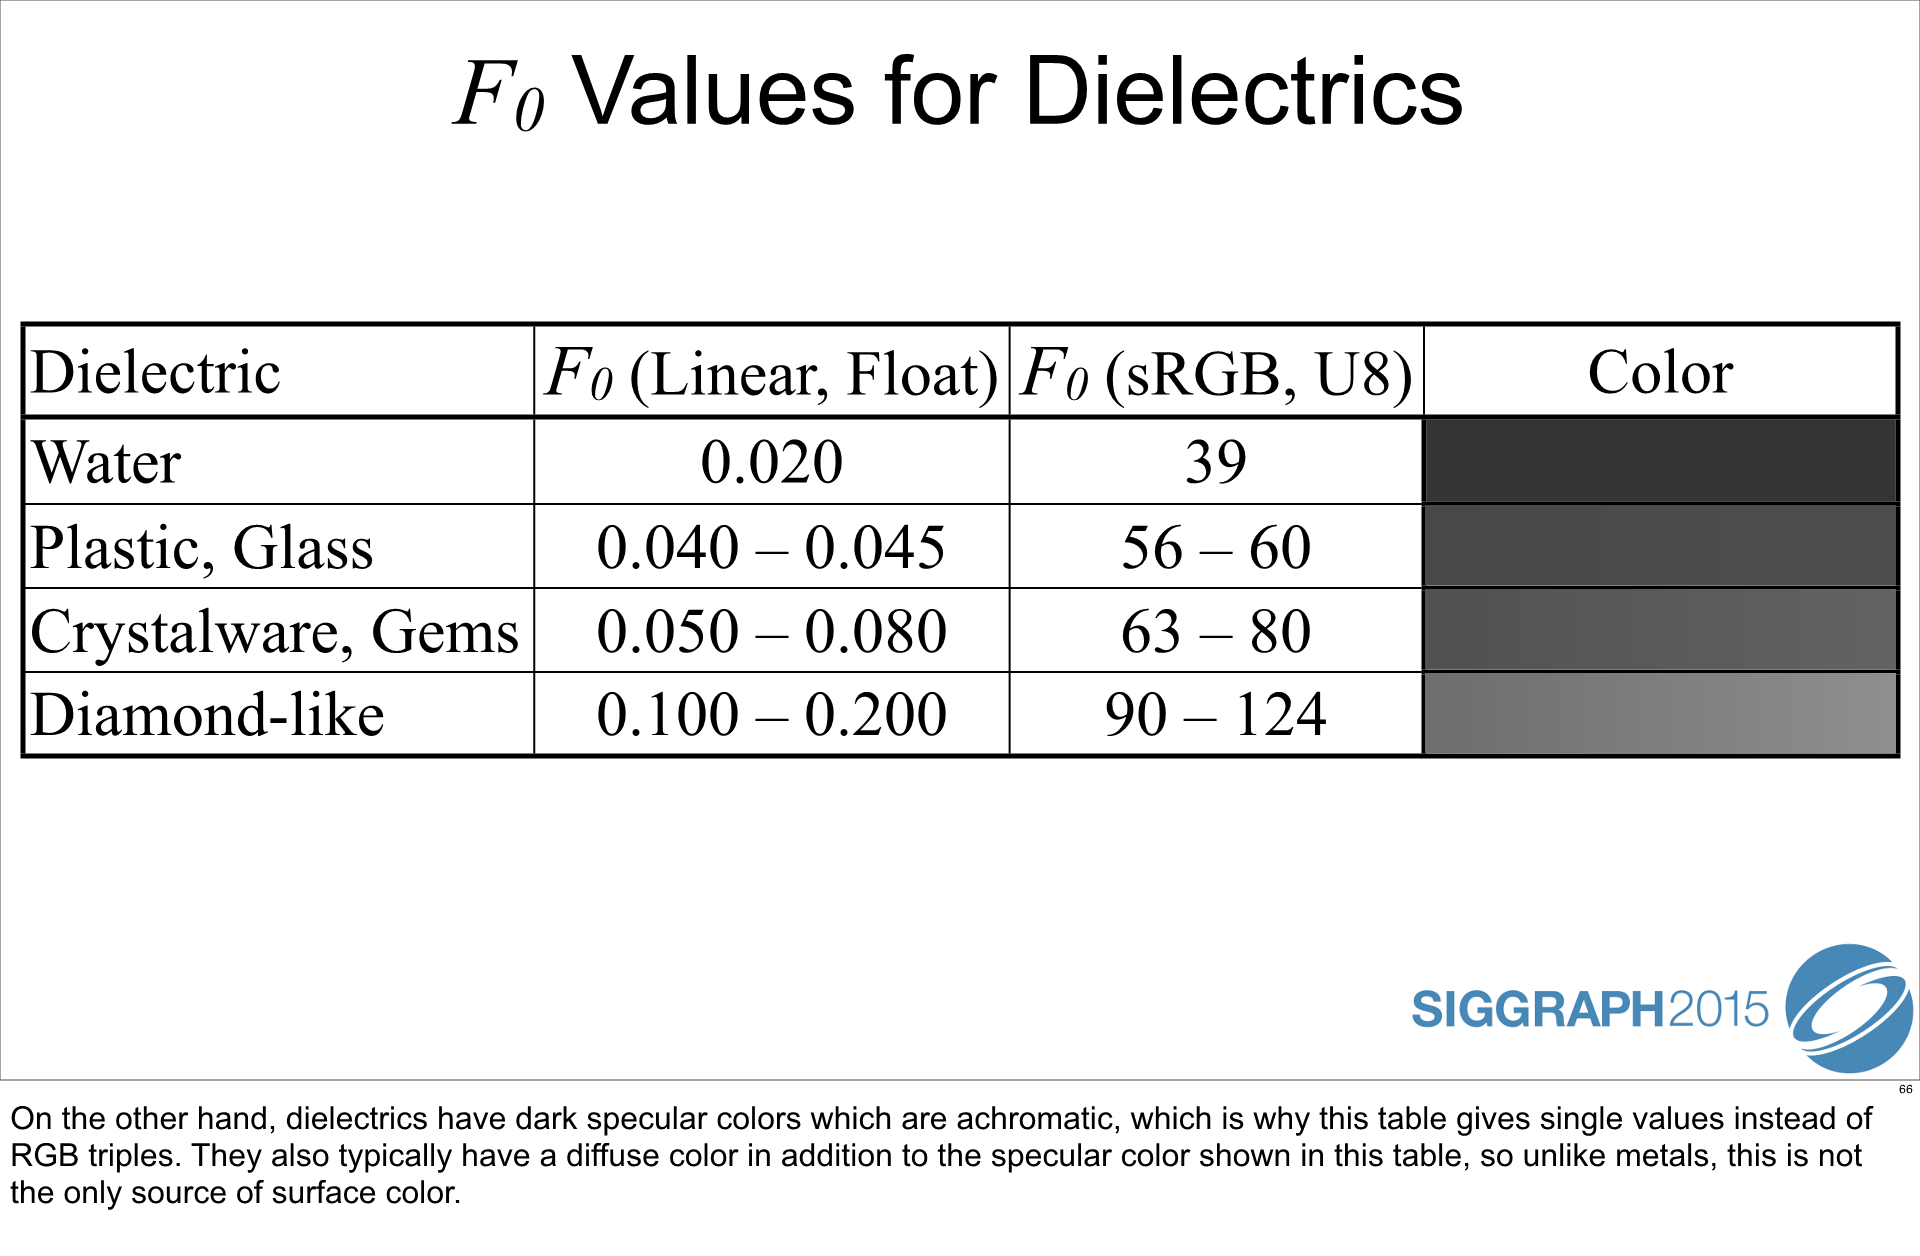 F0 Values for Dielectrics
Dielectric F0 (Linear, Float) F0 (sRGB, U8) Color
Water 0.020 39
Plastic, Glass 0.040 – 0.045 56 – 60
Crystalware, Gems 0.050 – 0.080 63 – 80
Diamond-like 0.100 – 0.200 90 – 124
SIGGRAPH2015
66
On the other hand, dielectrics have dark specular colors which are achromatic, which is why this table gives single values instead of
RGB triples. They also typically have a diffuse color in addition to the specular color shown in this table, so unlike metals, this is not
the only source of surface color.